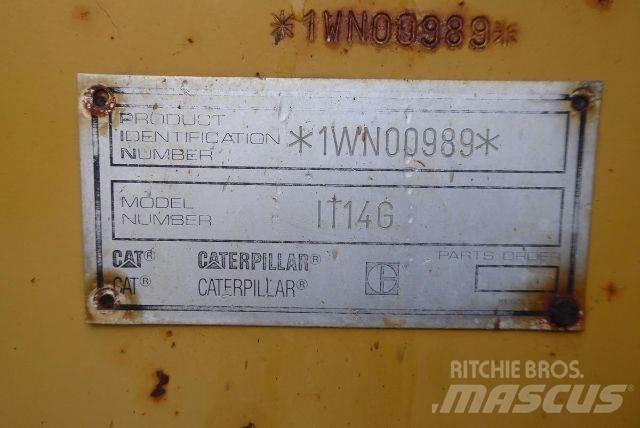 *1WN00989*
PRODUCT
IDENTIFICATION
NUMBER
*1WN00989*
MODEL
NUMBER
IT14G
CAT® CATERPILLAR® PARTS ORDER
CAT® CATERPILLAR®
RITCHIE BROS.
MASCUS